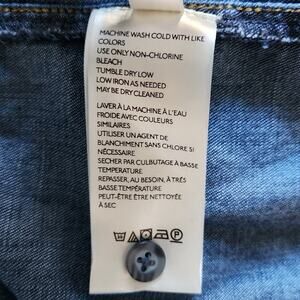 MACHINE WASH COLD WITH LIKE
COLORS
USE ONLY NON-CHLORINE
BLEACH
TUMBLE DRY LOW
LOW IRON AS NEEDED
MAY BE DRY CLEANED
LAVER À LA MACHINE À L'EAU
FROIDE AVEC COULEURS
SIMILAIRES
UTILISER UN AGENT DE
BLANCHIMENT SANS CHLORE SI
NÉCESSAIRE
SECHER PAR CULBUTAGE À BASSE
TEMPERATURE
REPASSER, AU BESOIN, À TRÈS
BASSE TEMPÉRATURE
PEUT-ÊTRE ÊTRE NETTOYÉE
À SEC